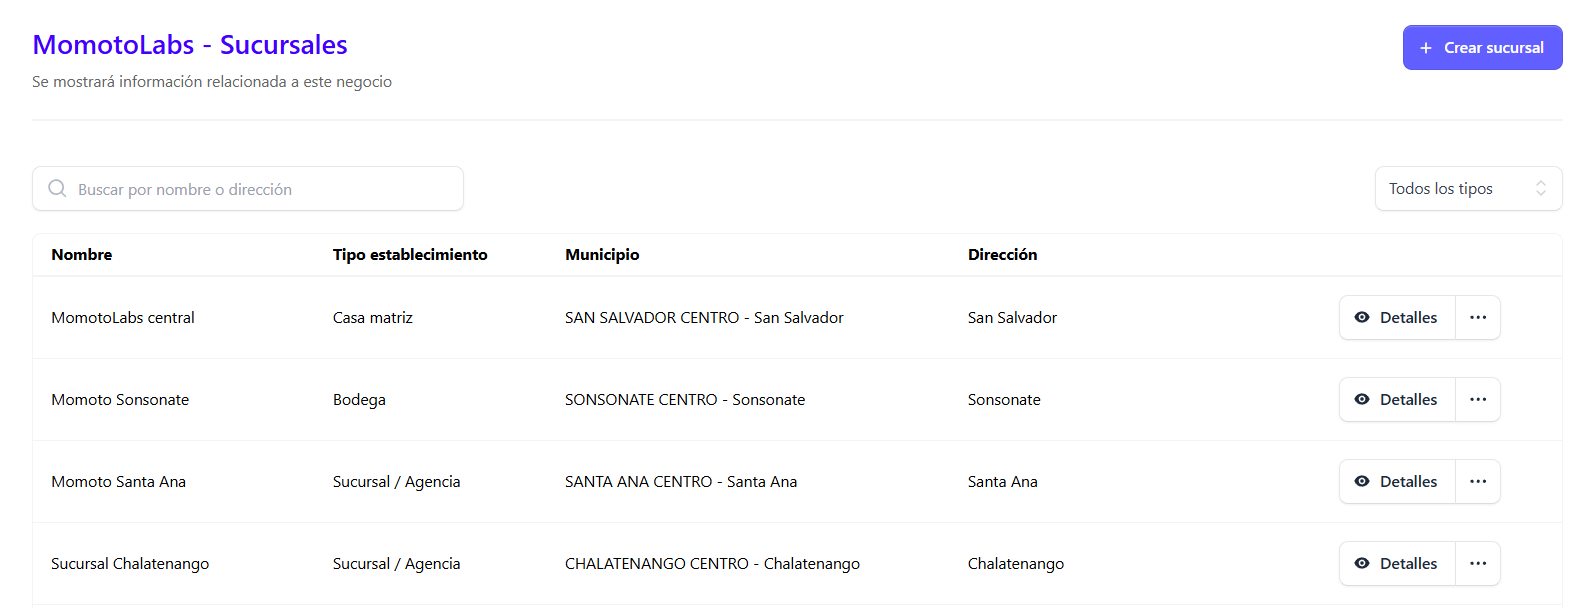 MomotoLabs - Sucursales
+ Crear sucursal
Se mostrará información relacionada a este negocio
Buscar por nombre o dirección
Todos los tipos
Nombre Tipo establecimiento Municipio Dirección
MomotoLabs central Casa matriz SAN SALVADOR CENTRO - San Salvador San Salvador Detalles ...
Momoto Sonsonate Bodega SONSONATE CENTRO - Sonsonate Sonsonate Detalles ...
Momoto Santa Ana Sucursal / Agencia SANTA ANA CENTRO - Santa Ana Santa Ana Detalles ...
Sucursal Chalatenango Sucursal / Agencia CHALATENANGO CENTRO - Chalatenango Chalatenango Detalles ...